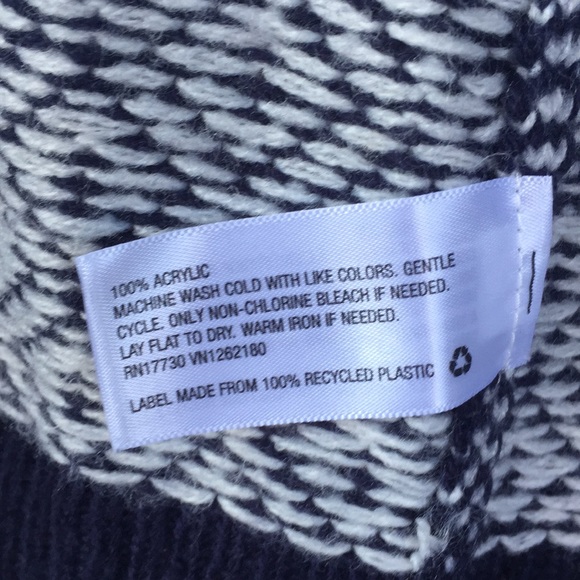 100% ACRYLIC
MACHINE WASH COLD WITH LIKE COLORS. GENTLE
CYCLE. ONLY NON-CHLORINE BLEACH IF NEEDED.
LAY FLAT TO DRY. WARM IRON IF NEEDED.
RN17730 VN1262180
LABEL MADE FROM 100% RECYCLED PLASTIC